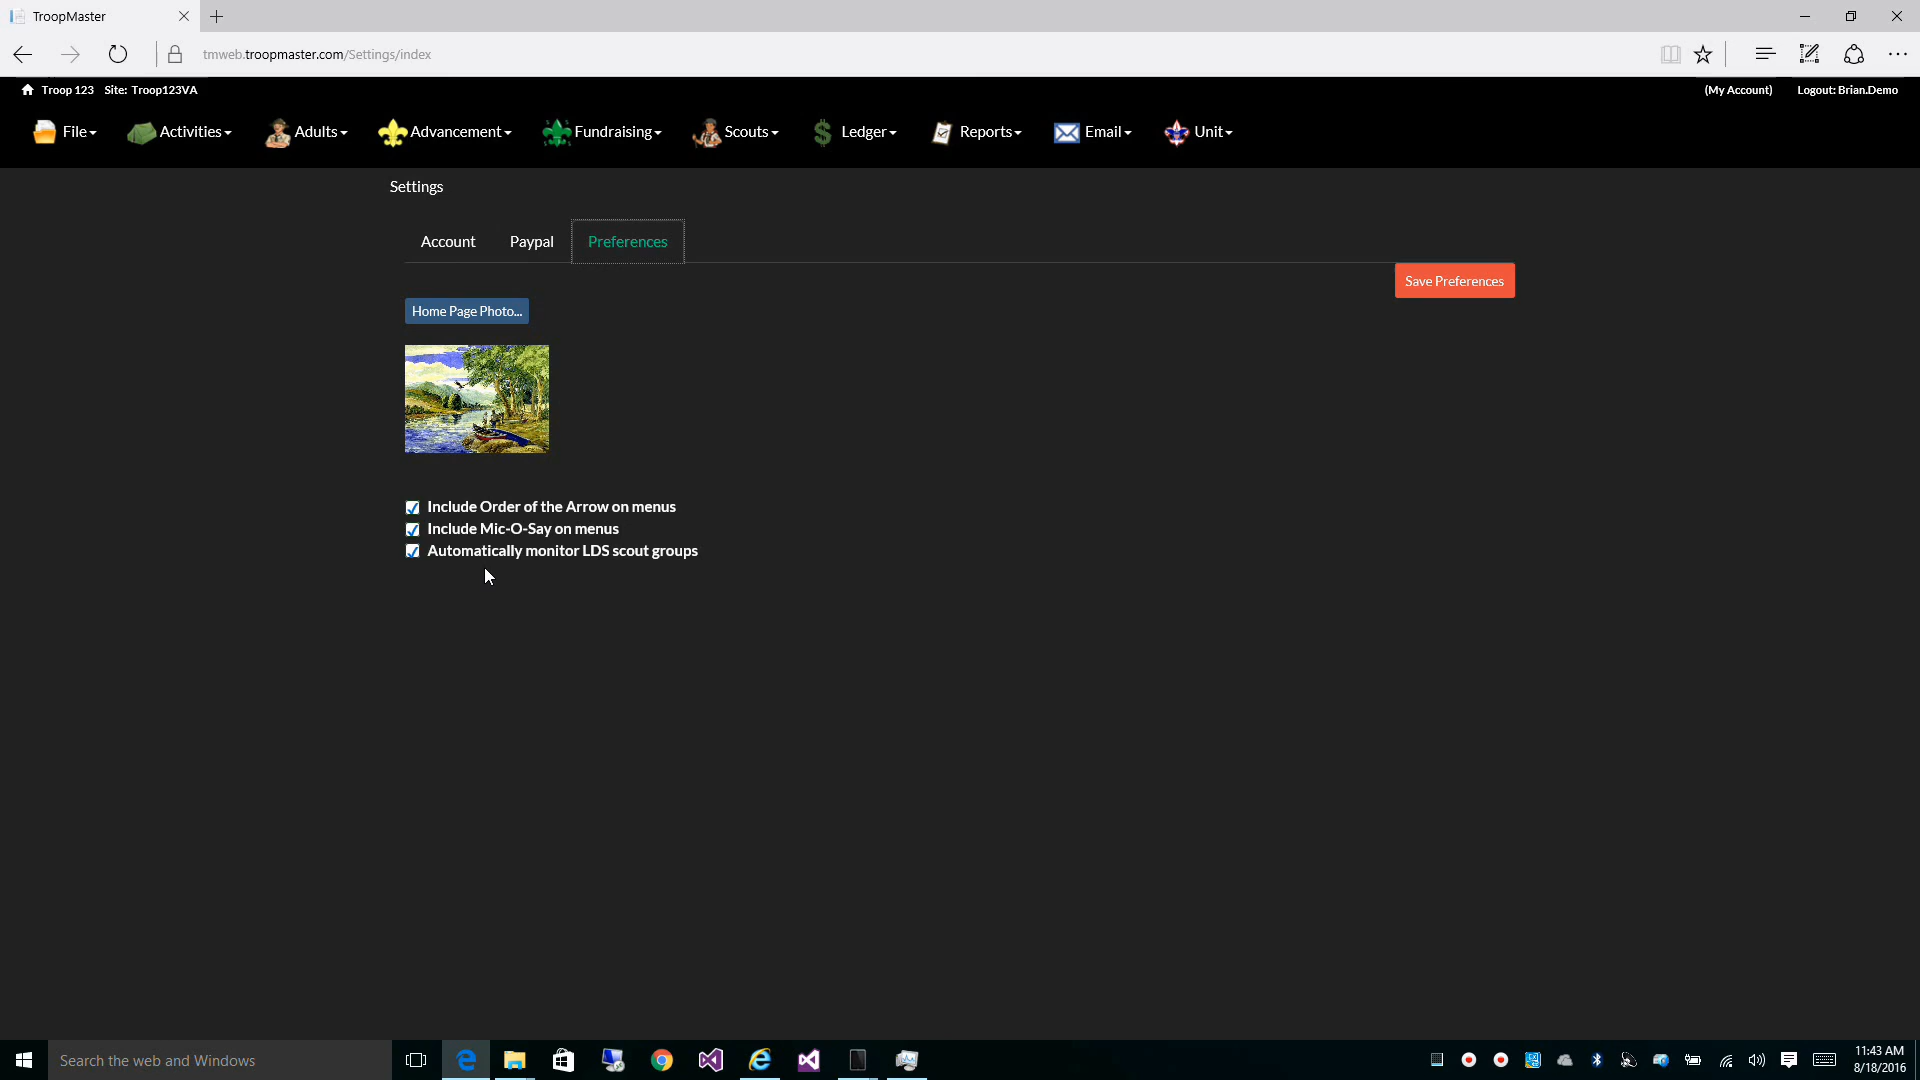 TroopMaster
tmweb.troopmaster.com/Settings/index
Troop 123 Site: Troop123VA (My Account) Logout: Brian.Demo
File Activities Adults Advancement Fundraising Scouts Ledger Reports Email Unit
Settings
Account Paypal Preferences
Save Preferences
Home Page Photo...
Include Order of the Arrow on menus
Include Mic-O-Say on menus
Automatically monitor LDS scout groups
Search the web and Windows
11:43 AM
8/18/2016